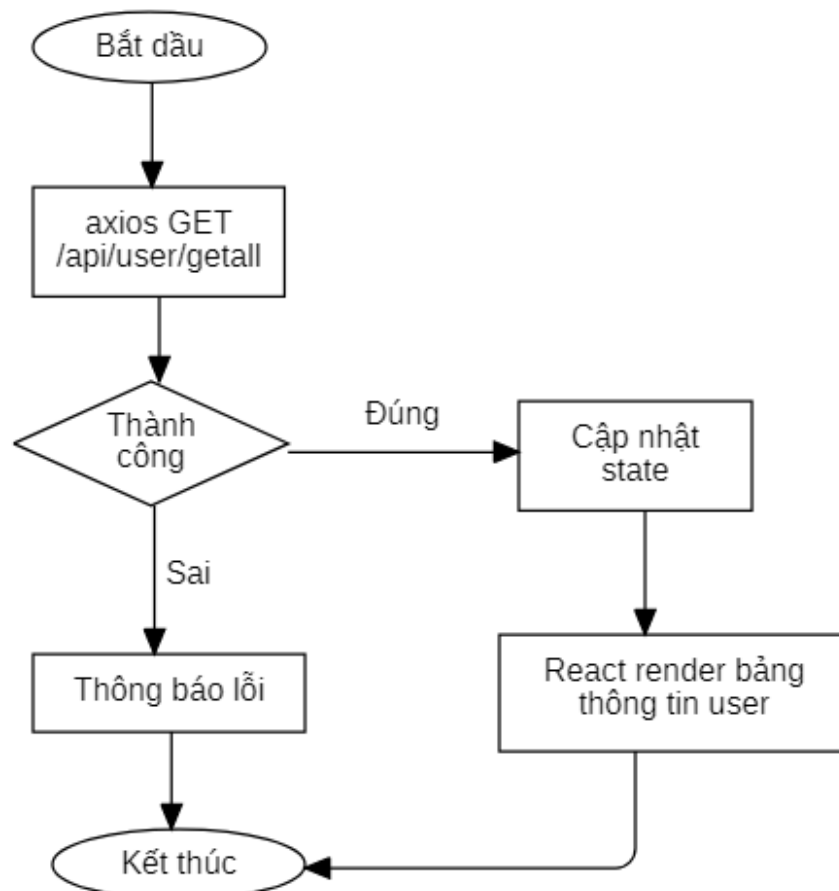 Bắt dầu
axios GET
/api/user/getall
Thành
công
Đúng
Cập nhật
state
Sai
Thông báo lỗi
React render bảng
thông tin user
Kết thúc